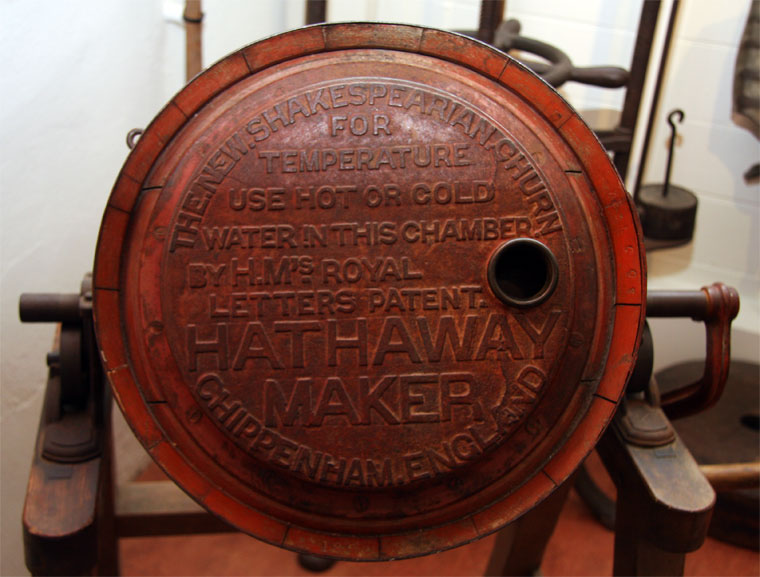 THE.NEW.SHAKESPEARIAN.CHURN
FOR
TEMPERATURE
USE HOT OR COLD
WATER IN THIS CHAMBER
BY H.M's ROYAL
LETTERS PATENT.
HATHAWAY
MAKER
CHIPPENHAM.ENGLAND